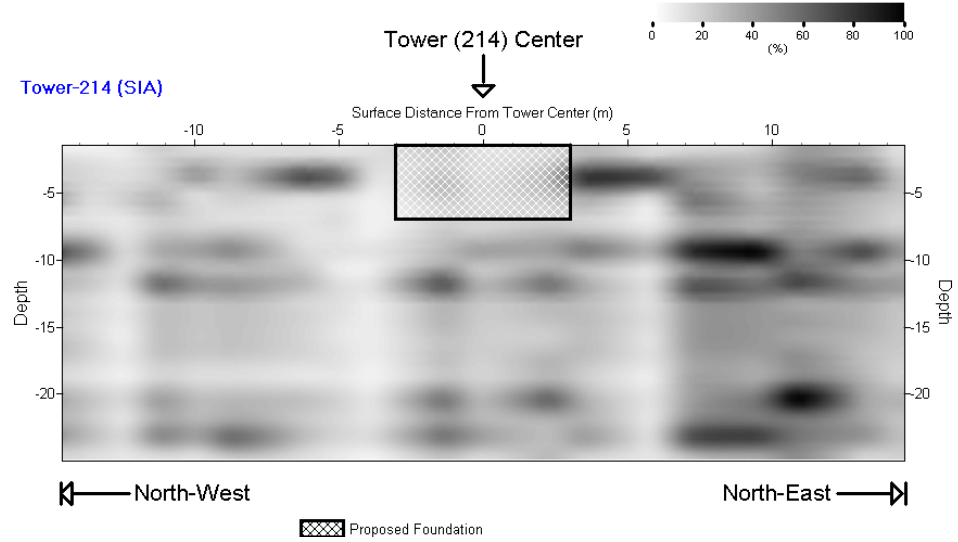 0 20 40 60 80 100
(%)
Tower (214) Center
Tower-214 (SIA)
Surface Distance From Tower Center (m)
-10 -5 0 5 10
-5 -5
-10 -10
-15 -15
-20 -20
Depth
Depth
North-West
North-East
Proposed Foundation